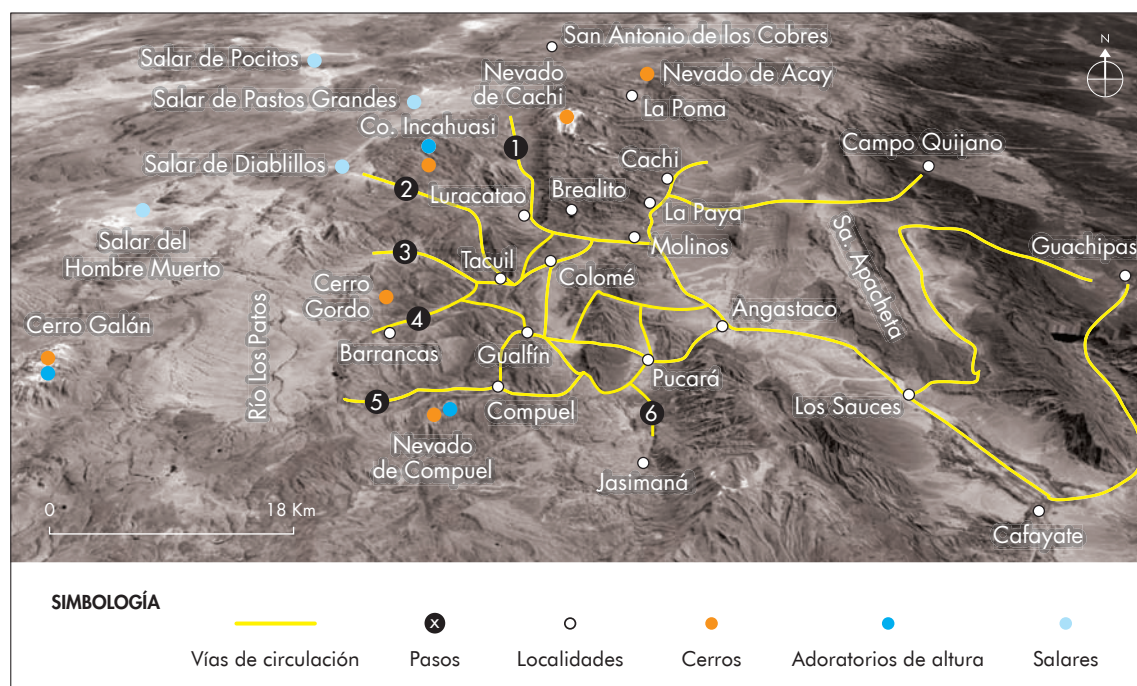 San Antonio de los Cobres
N
Salar de Pocitos
Nevado
de Cachi
Nevado de Acay
Salar de Pastos Grandes
La Poma
Co. Incahuasi
1
Campo Quijano
Salar de Diablillos
Cachi
2
Luracatao
Brealito
La Paya
Salar del
Hombre Muerto
Molinos
Sa. Apacheta
Guachipas
3
Tacuil
Colomé
Cerro
Gordo
Río Los Patos
Angastaco
Cerro Galán
4
Barrancas
Gualfín
Pucará
5
Compuel
Los Sauces
6
Nevado
de Compuel
Jasimaná
0 18 Km
Cafayate
SIMBOLOGÍA
x
Vías de circulación
Pasos
Localidades
Cerros
Adoratorios de altura
Salares